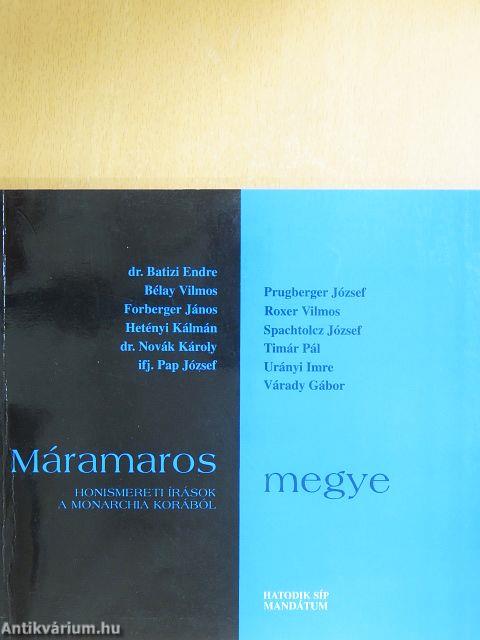 dr. Batizi Endre
Bélay Vilmos
Forberger János
Hetényi Kálmán
dr. Novák Károly
ifj. Pap József
Prugberger József
Roxer Vilmos
Spachtolcz József
Timár Pál
Urányi Imre
Várady Gábor
Máramaros
megye
HONISMERETI ÍRÁSOK
A MONARCHIA KORÁBÓL
HATODIK SÍP
MANDÁTUM
Antikvárium.hu